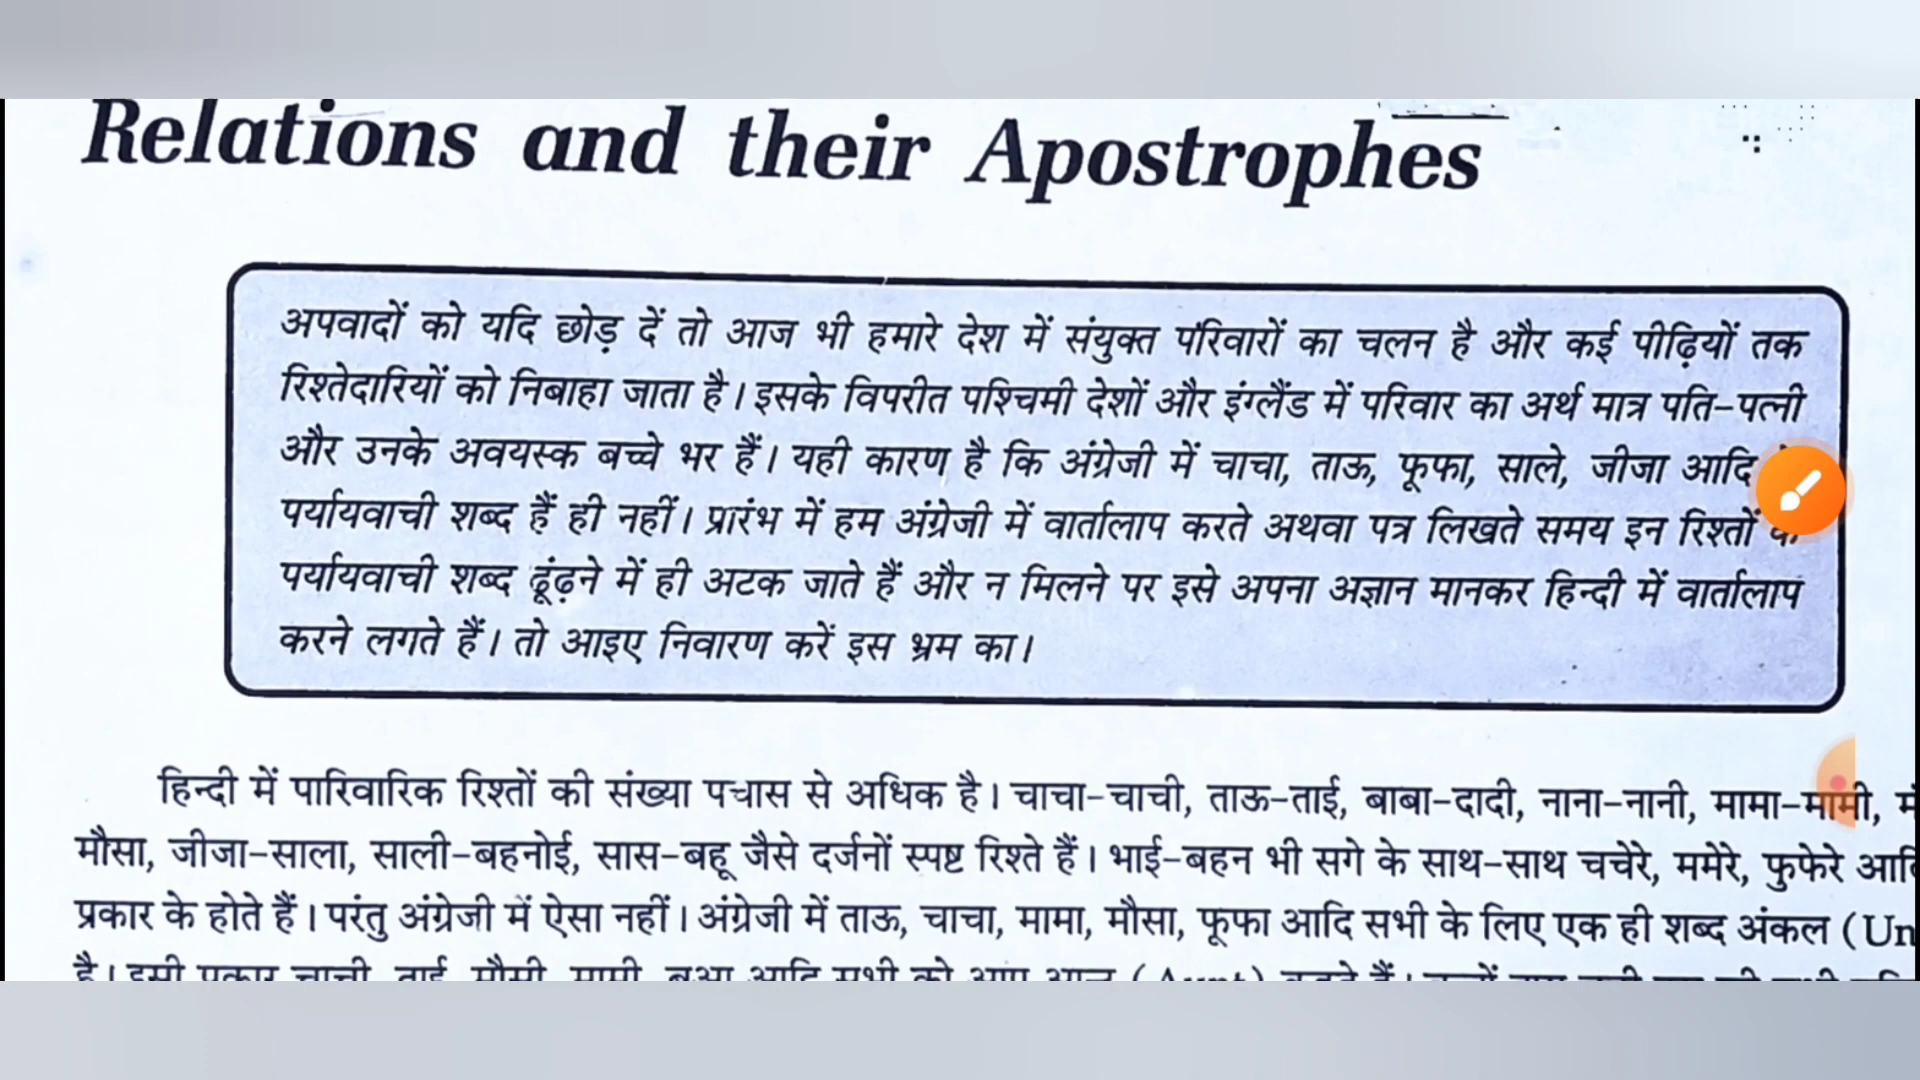 Relations and their Apostrophes
अपवादों को यदि छोड़ दें तो आज भी हमारे देश में संयुक्त परिवारों का चलन है और कई पीढ़ियों तक
रिश्तेदारियों को निबाहा जाता है। इसके विपरीत पश्चिमी देशों और इंग्लैंड में परिवार का अर्थ मात्र पति-पत्नी
और उनके अवयस्क बच्चे भर हैं। यही कारण है कि अंग्रेजी में चाचा, ताऊ, फूफा, साले, जीजा आदि
पर्यायवाची शब्द हैं ही नहीं। प्रारंभ में हम अंग्रेजी में वार्तालाप करते अथवा पत्र लिखते समय इन रिश्तों
पर्यायवाची शब्द ढूंढ़ने में ही अटक जाते हैं और न मिलने पर इसे अपना अज्ञान मानकर हिन्दी में वार्तालाप
करने लगते हैं। तो आइए निवारण करें इस भ्रम का।
हिन्दी में पारिवारिक रिश्तों की संख्या पचास से अधिक है। चाचा-चाची, ताऊ-ताई, बाबा-दादी, नाना-नानी, मामा-मामी,
मौसा, जीजा-साला, साली-बहनोई, सास-बहू जैसे दर्जनों स्पष्ट रिश्ते हैं। भाई-बहन भी सगे के साथ-साथ चचेरे, ममेरे, फुफेरे
प्रकार के होते हैं। परंतु अंग्रेजी में ऐसा नहीं। अंग्रेजी में ताऊ, चाचा, मामा, मौसा, फूफा आदि सभी के लिए एक ही शब्द अंकल (Un